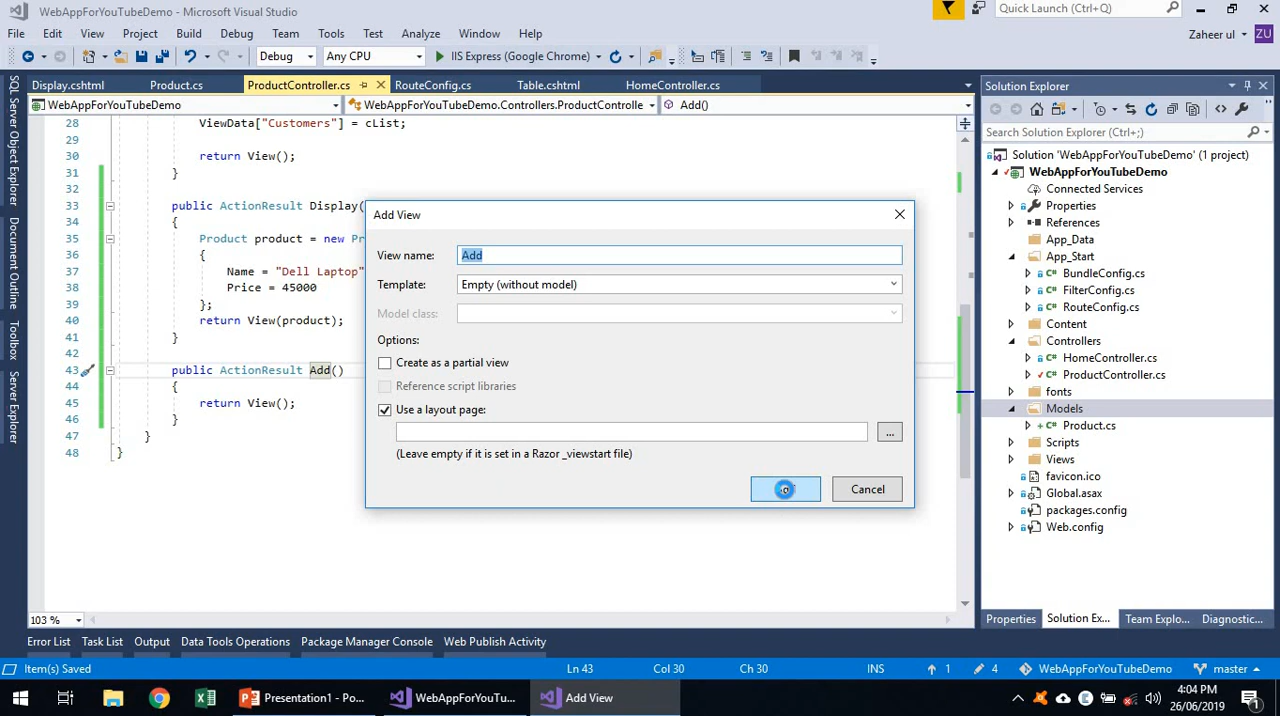 WebAppForYouTubeDemo - Microsoft Visual Studio
Quick Launch (Ctrl+Q)
File Edit View Project Build Debug Team Tools Test Analyze Window Help
Zaheer ul
ZU
Debug
Any CPU
IIS Express (Google Chrome)
Display.cshtml
Product.cs
ProductController.cs
RouteConfig.cs
Table.cshtml
HomeController.cs
WebAppForYouTubeDemo
WebAppForYouTubeDemo.Controllers.ProductControlle
Add()
SQL Server Object Explorer
Document Outline
Toolbox
Server Explorer
28 ViewData["Customers"] = cList;
29
30 return View();
31 }
32
33 public ActionResult Display(
34 {
35 Product product = new Pr
36 {
37 Name = "Dell Laptop"
38 Price = 45000
39 };
40 return View(product);
41 }
42
43 public ActionResult Add()
44 {
45 return View();
46 }
47 }
48 }
Add View
View name: Add
Template: Empty (without model)
Model class:
Options:
Create as a partial view
Reference script libraries
Use a layout page:
...
(Leave empty if it is set in a Razor _viewstart file)
Cancel
Solution Explorer
Search Solution Explorer (Ctrl+;)
Solution 'WebAppForYouTubeDemo' (1 project)
WebAppForYouTubeDemo
Connected Services
Properties
References
App_Data
App_Start
BundleConfig.cs
FilterConfig.cs
RouteConfig.cs
Content
Controllers
HomeController.cs
ProductController.cs
fonts
Models
Product.cs
Scripts
Views
favicon.ico
Global.asax
packages.config
Web.config
103 %
Properties Solution Ex... Team Explo... Diagnostic...
Error List Task List Output Data Tools Operations Package Manager Console Web Publish Activity
Item(s) Saved
Ln 43
Col 30
Ch 30
INS
1
4
WebAppForYouTubeDemo
master
Presentation1 - Po...
WebAppForYouTu...
Add View
4:04 PM
26/06/2019
1